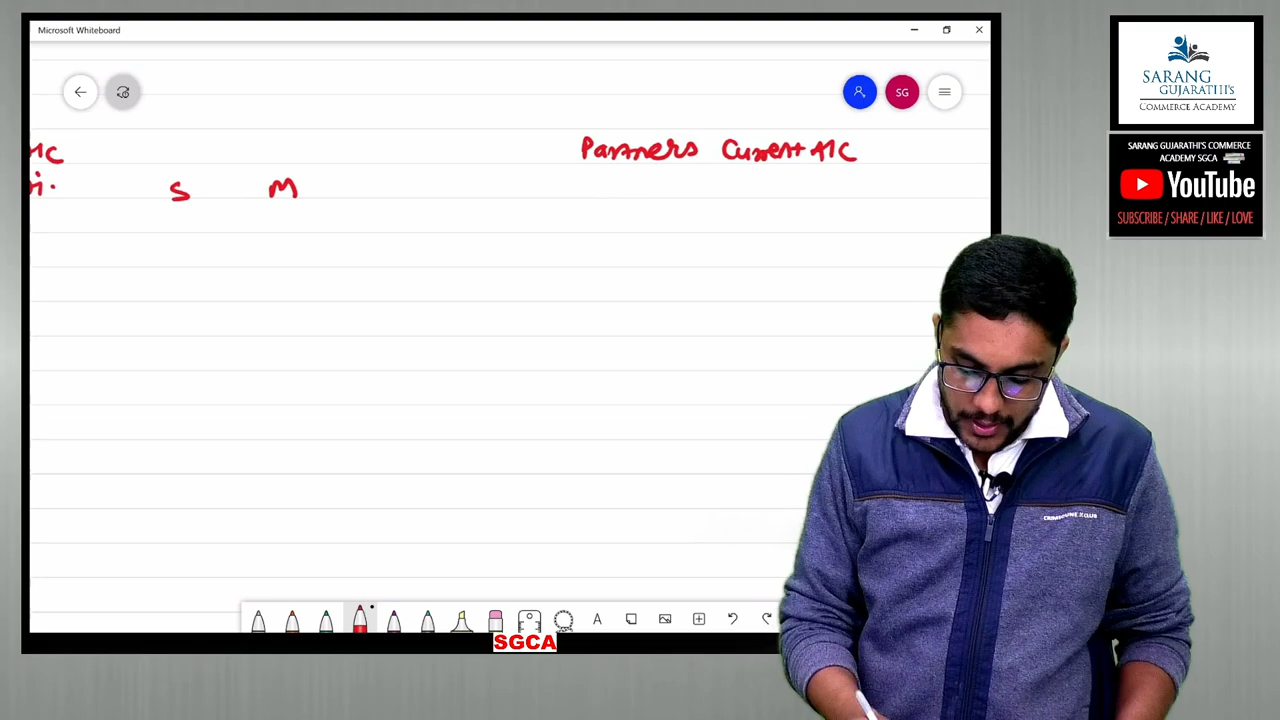 Microsoft Whiteboard
SG
Partners Current A/C
S M
A
SGCA
SARANG
GUJARATHI'S
COMMERCE ACADEMY
SARANG GUJARATHI'S COMMERCE
ACADEMY SGCA
YouTube
SUBSCRIBE / SHARE / LIKE / LOVE